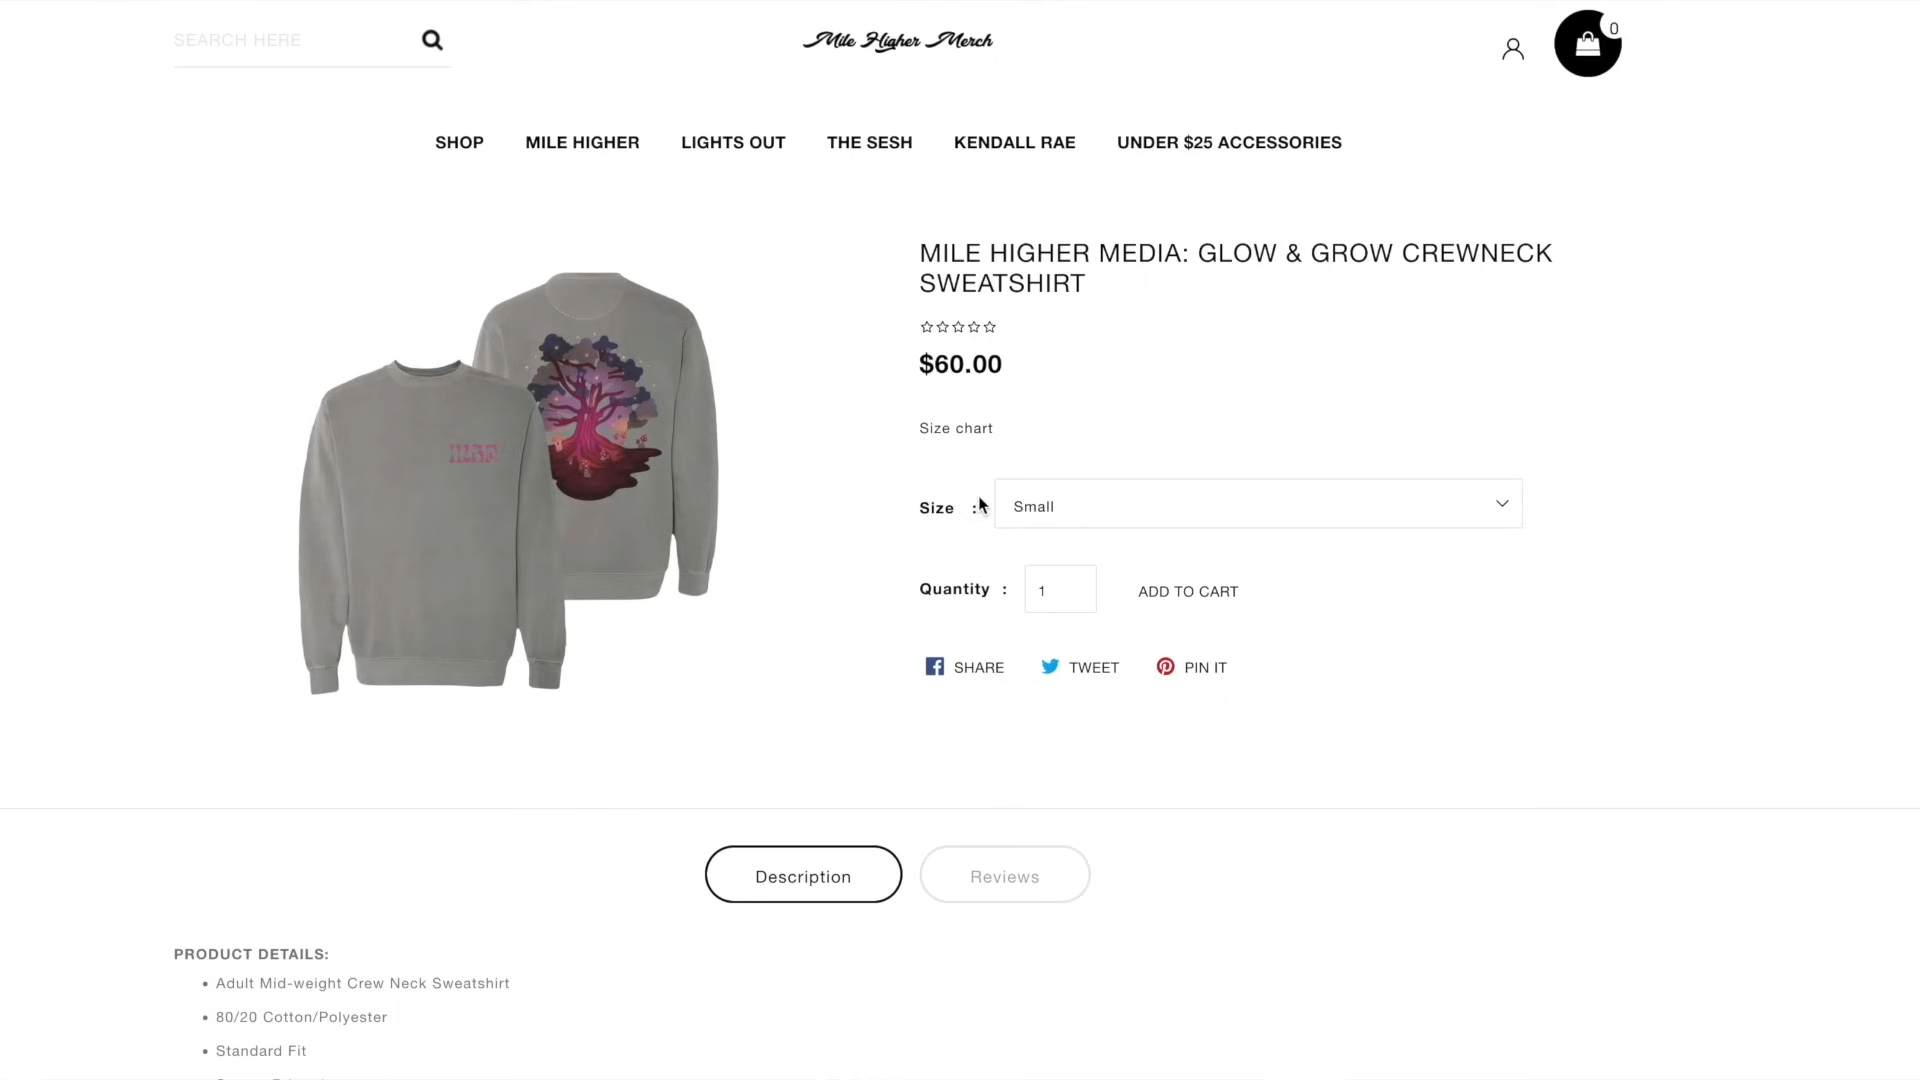 SEARCH HERE
Mile Higher Merch
0
SHOP MILE HIGHER LIGHTS OUT THE SESH KENDALL RAE UNDER $25 ACCESSORIES
MILE HIGHER MEDIA: GLOW & GROW CREWNECK
SWEATSHIRT
$60.00
Size chart
Size : Small
Quantity : 1 ADD TO CART
SHARE TWEET PIN IT
Description Reviews
PRODUCT DETAILS:
Adult Mid-weight Crew Neck Sweatshirt
80/20 Cotton/Polyester
Standard Fit